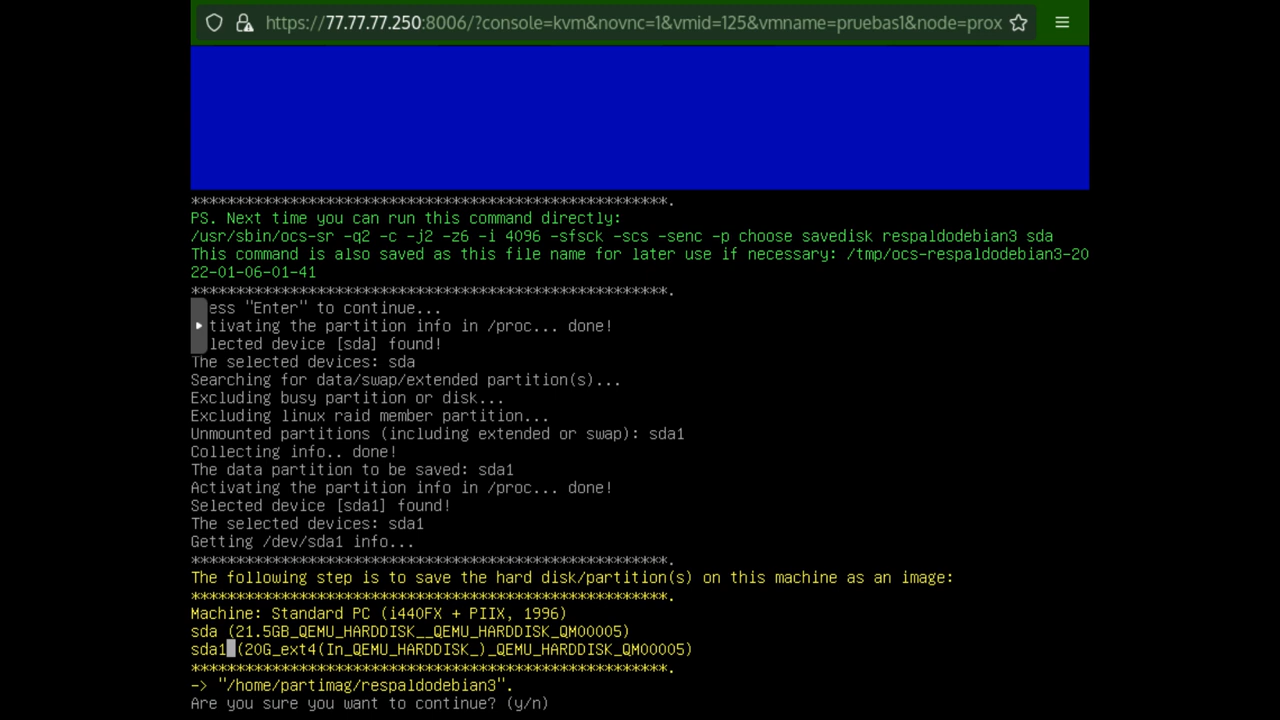 https://77.77.77.250:8006/?console=kvm&novnc=1&vmid=125&vmname=pruebas1&node=prox
*****************************************************.
PS. Next time you can run this command directly:
/usr/sbin/ocs-sr -q2 -c -j2 -z6 -i 4096 -sfsck -scs -senc -p choose savedisk respaldodebian3 sda
This command is also saved as this file name for later use if necessary: /tmp/ocs-respaldodebian3-20
22-01-06-01-41
*****************************************************.
ess "Enter" to continue...
tivating the partition info in /proc... done!
lected device [sda] found!
The selected devices: sda
Searching for data/swap/extended partition(s)...
Excluding busy partition or disk...
Excluding linux raid member partition...
Unmounted partitions (including extended or swap): sda1
Collecting info.. done!
The data partition to be saved: sda1
Activating the partition info in /proc... done!
Selected device [sda1] found!
The selected devices: sda1
Getting /dev/sda1 info...
*****************************************************.
The following step is to save the hard disk/partition(s) on this machine as an image:
*****************************************************.
Machine: Standard PC (i440FX + PIIX, 1996)
sda (21.5GB_QEMU_HARDDISK__QEMU_HARDDISK_QM00005)
sda1 (20G_ext4(In_QEMU_HARDDISK_)_QEMU_HARDDISK_QM00005)
*****************************************************.
-> "/home/partimag/respaldodebian3".
Are you sure you want to continue? (y/n)